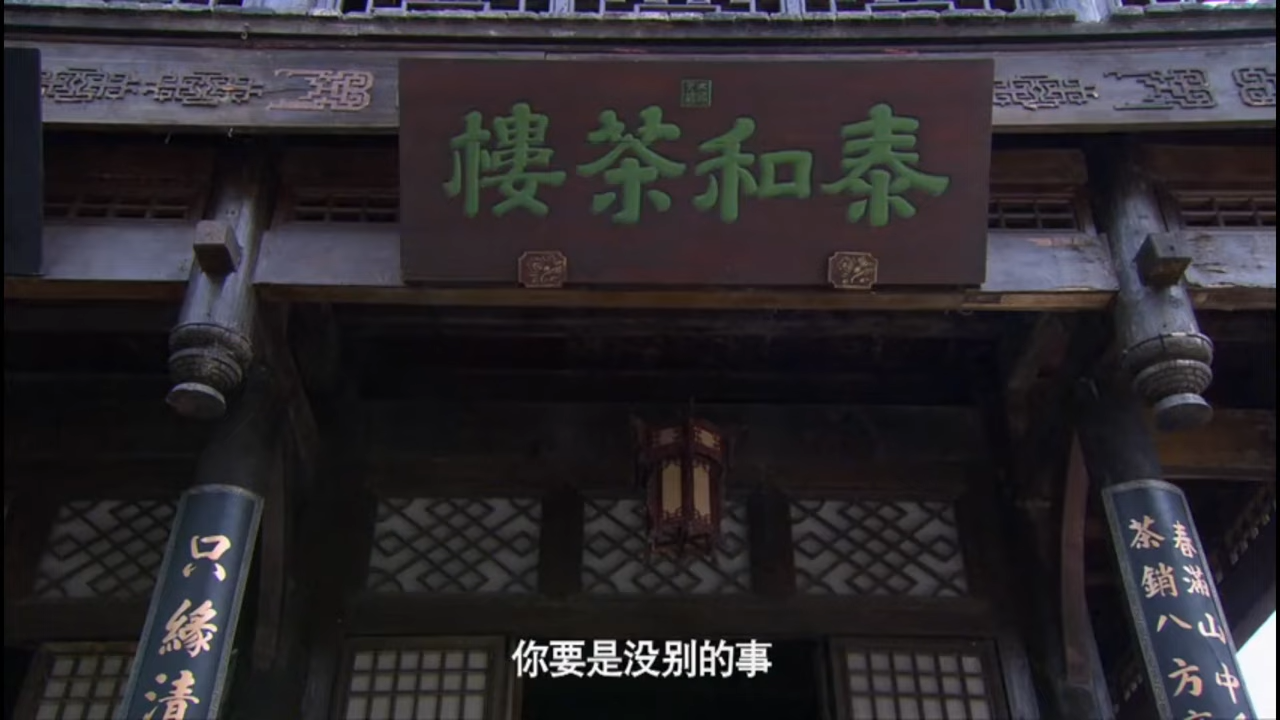 泰和茶樓
春滿山中
茶銷八方
只緣清
你要是没别的事